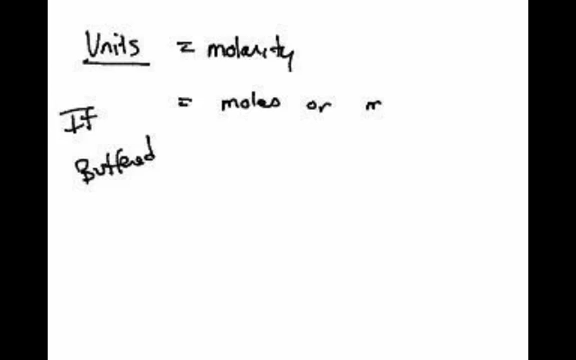 Units = molarity
If = moles or m
Buffered